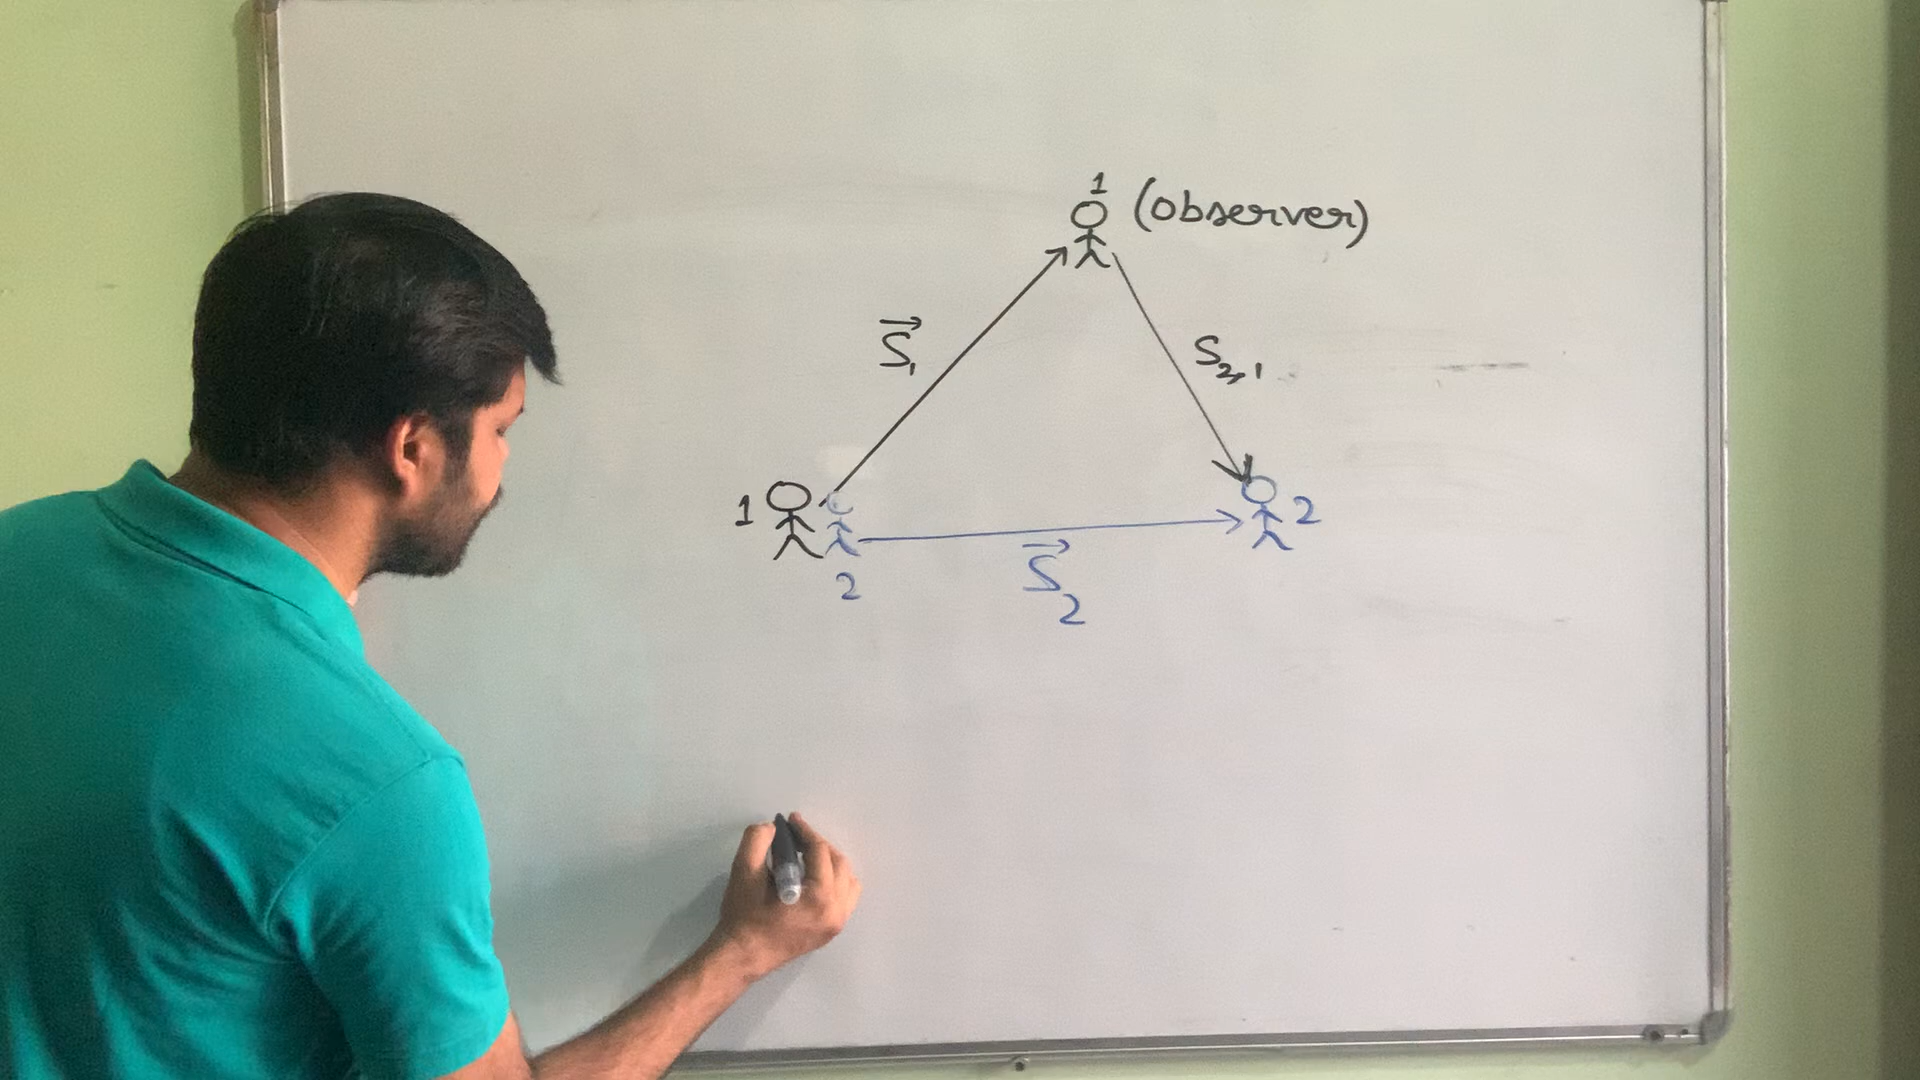 1 (observer)
S⃗₁
S₂,₁
1
2
2
S⃗₂